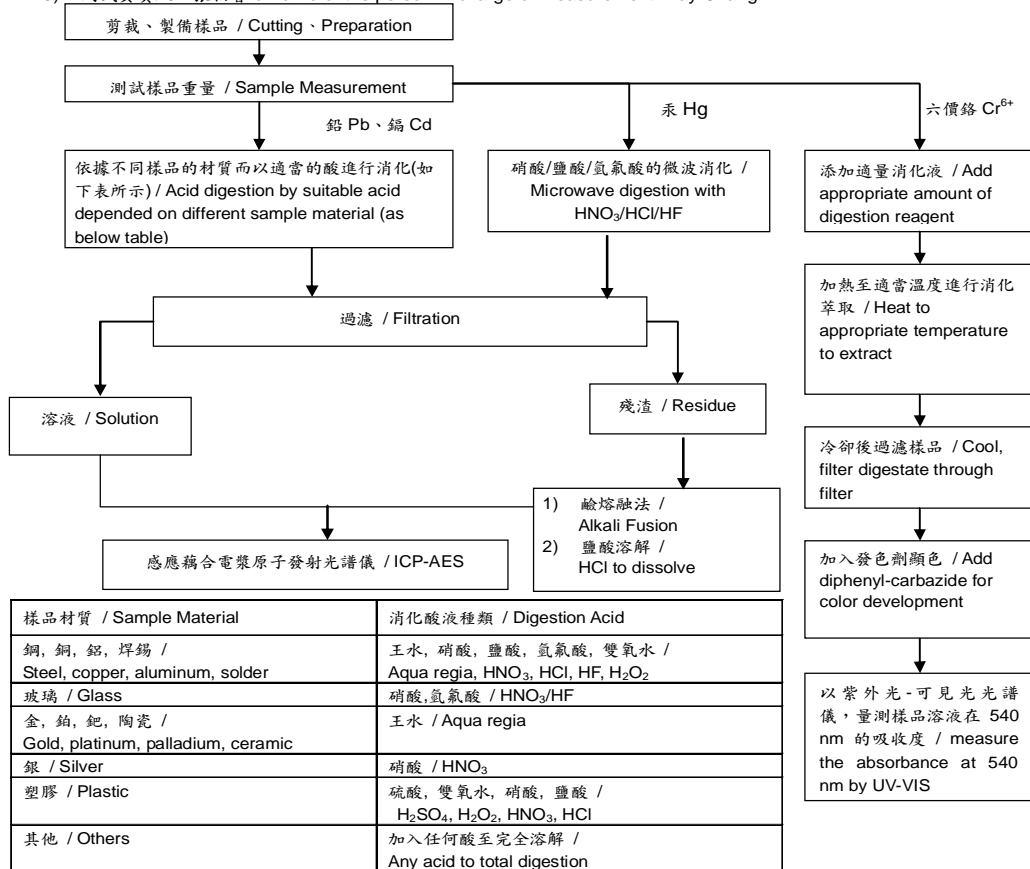 剪裁、製備樣品 / Cutting、Preparation
測試樣品重量 / Sample Measurement
鉛 Pb、鎘 Cd
汞 Hg
六價鉻 Cr⁶⁺
依據不同樣品的材質而以適當的酸進行消化(如
下表所示) / Acid digestion by suitable acid
depended on different sample material (as
below table)
硝酸/鹽酸/氫氟酸的微波消化 /
Microwave digestion with
HNO₃/HCl/HF
添加適量消化液 / Add
appropriate amount of
digestion reagent
過濾 / Filtration
加熱至適當溫度進行消化
萃取 / Heat to
appropriate temperature
to extract
溶液 / Solution
殘渣 / Residue
冷卻後過濾樣品 / Cool,
filter digestate through
filter
1) 鹼熔融法 /
Alkali Fusion
2) 鹽酸溶解 /
HCl to dissolve
感應藕合電漿原子發射光譜儀 / ICP-AES
加入發色劑顯色 / Add
diphenyl-carbazide for
color development
以紫外光-可見光光譜
儀，量測樣品溶液在 540
nm 的吸收度 / measure
the absorbance at 540
nm by UV-VIS
樣品材質 / Sample Material
消化酸液種類 / Digestion Acid
鋼, 銅, 鋁, 焊錫 /
Steel, copper, aluminum, solder
王水, 硝酸, 鹽酸, 氫氟酸, 雙氧水 /
Aqua regia, HNO₃, HCl, HF, H₂O₂
玻璃 / Glass
硝酸,氫氟酸 / HNO₃/HF
金, 鉑, 鈀, 陶瓷 /
Gold, platinum, palladium, ceramic
王水 / Aqua regia
銀 / Silver
硝酸 / HNO₃
塑膠 / Plastic
硫酸, 雙氧水, 硝酸, 鹽酸 /
H₂SO₄, H₂O₂, HNO₃, HCl
其他 / Others
加入任何酸至完全溶解 /
Any acid to total digestion